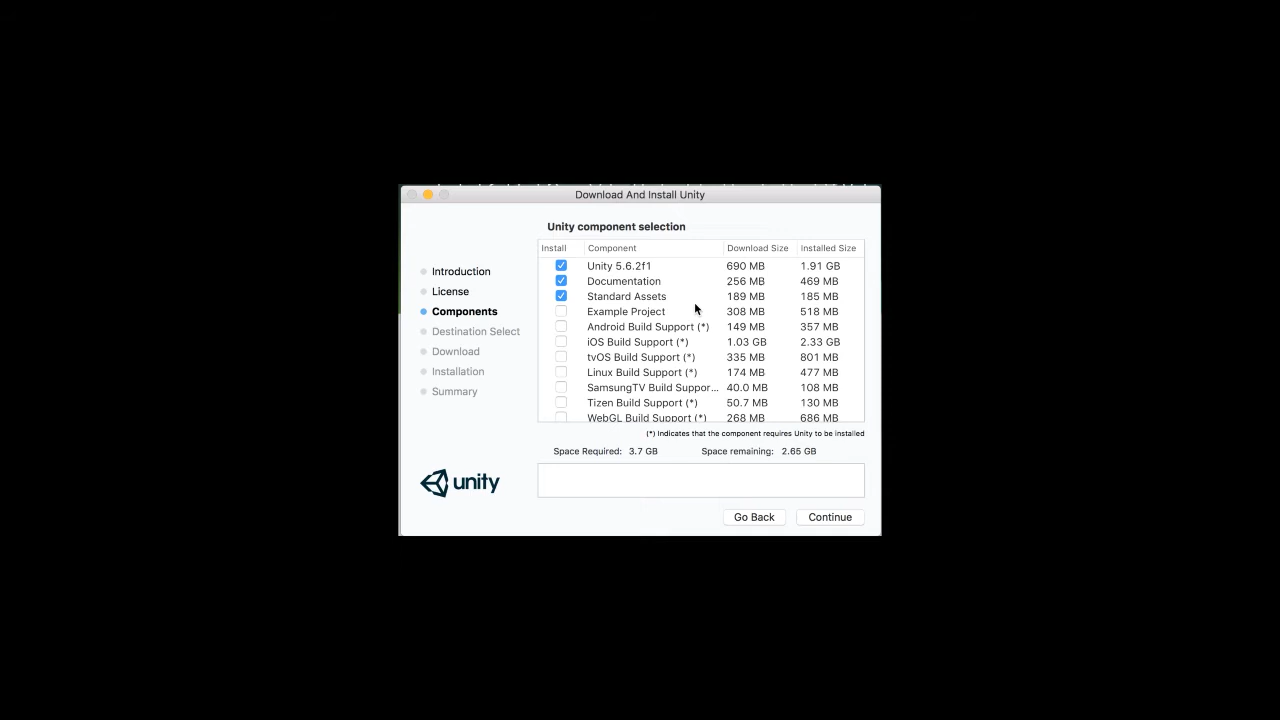 Download And Install Unity
Unity component selection
Install Component Download Size Installed Size
Unity 5.6.2f1 690 MB 1.91 GB
Documentation 256 MB 469 MB
Standard Assets 189 MB 185 MB
Example Project 308 MB 518 MB
Android Build Support (*) 149 MB 357 MB
iOS Build Support (*) 1.03 GB 2.33 GB
tvOS Build Support (*) 335 MB 801 MB
Linux Build Support (*) 174 MB 477 MB
SamsungTV Build Suppor... 40.0 MB 108 MB
Tizen Build Support (*) 50.7 MB 130 MB
WebGL Build Support (*) 268 MB 686 MB
Introduction
License
Components
Destination Select
Download
Installation
Summary
(*) Indicates that the component requires Unity to be installed
Space Required: 3.7 GB Space remaining: 2.65 GB
unity
Go Back Continue